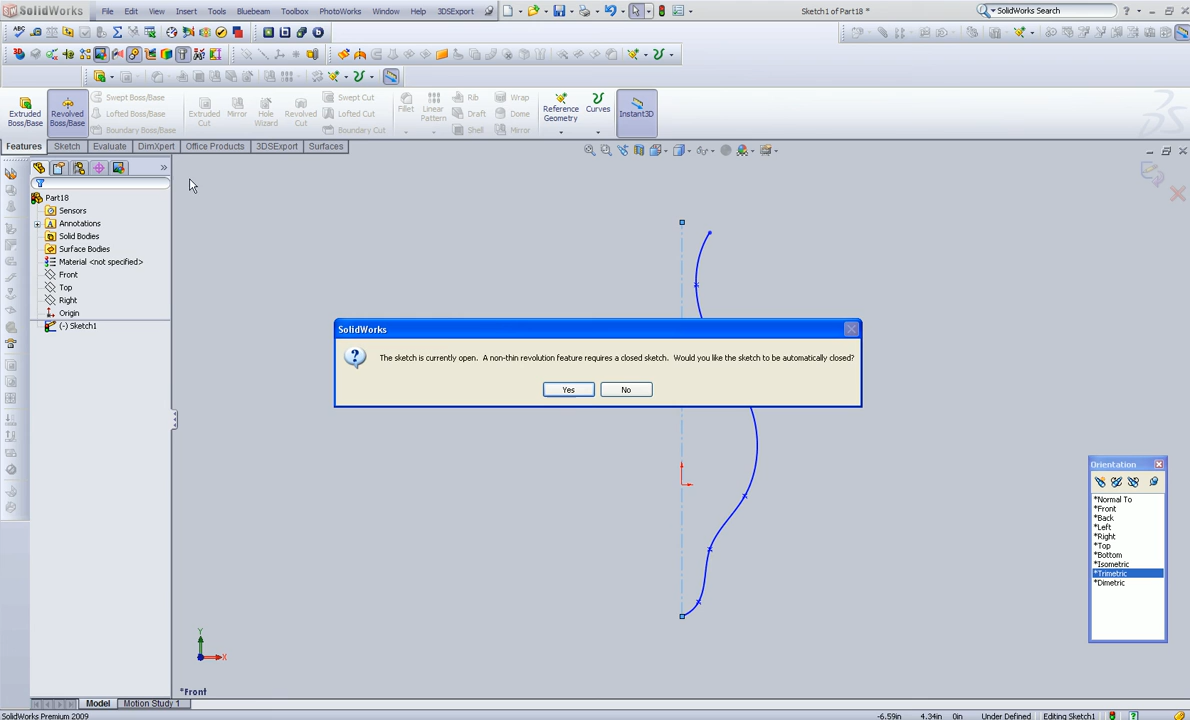 SolidWorks
File Edit View Insert Tools Bluebeam Toolbox PhotoWorks Window Help 3DSExport
Sketch1 of Part18 *
SolidWorks Search
Extruded Boss/Base
Revolved Boss/Base
Swept Boss/Base
Lofted Boss/Base
Boundary Boss/Base
Extruded Cut
Hole Wizard
Revolved Cut
Swept Cut
Lofted Cut
Boundary Cut
Fillet
Linear Pattern
Rib
Draft
Shell
Wrap
Dome
Mirror
Reference Geometry
Curves
Instant3D
Features Sketch Evaluate DimXpert Office Products 3DSExport Surfaces
Part18
Sensors
Annotations
Solid Bodies
Surface Bodies
Material <not specified>
Front
Top
Right
Origin
(-) Sketch1
SolidWorks
The sketch is currently open. A non-thin revolution feature requires a closed sketch. Would you like the sketch to be automatically closed?
Yes No
Orientation
*Normal To
*Front
*Back
*Left
*Right
*Top
*Bottom
*Isometric
*Trimetric
*Dimetric
Y
X
*Front
Model Motion Study 1
SolidWorks Premium 2009
-6.59in 4.34in 0in Under Defined Editing Sketch1